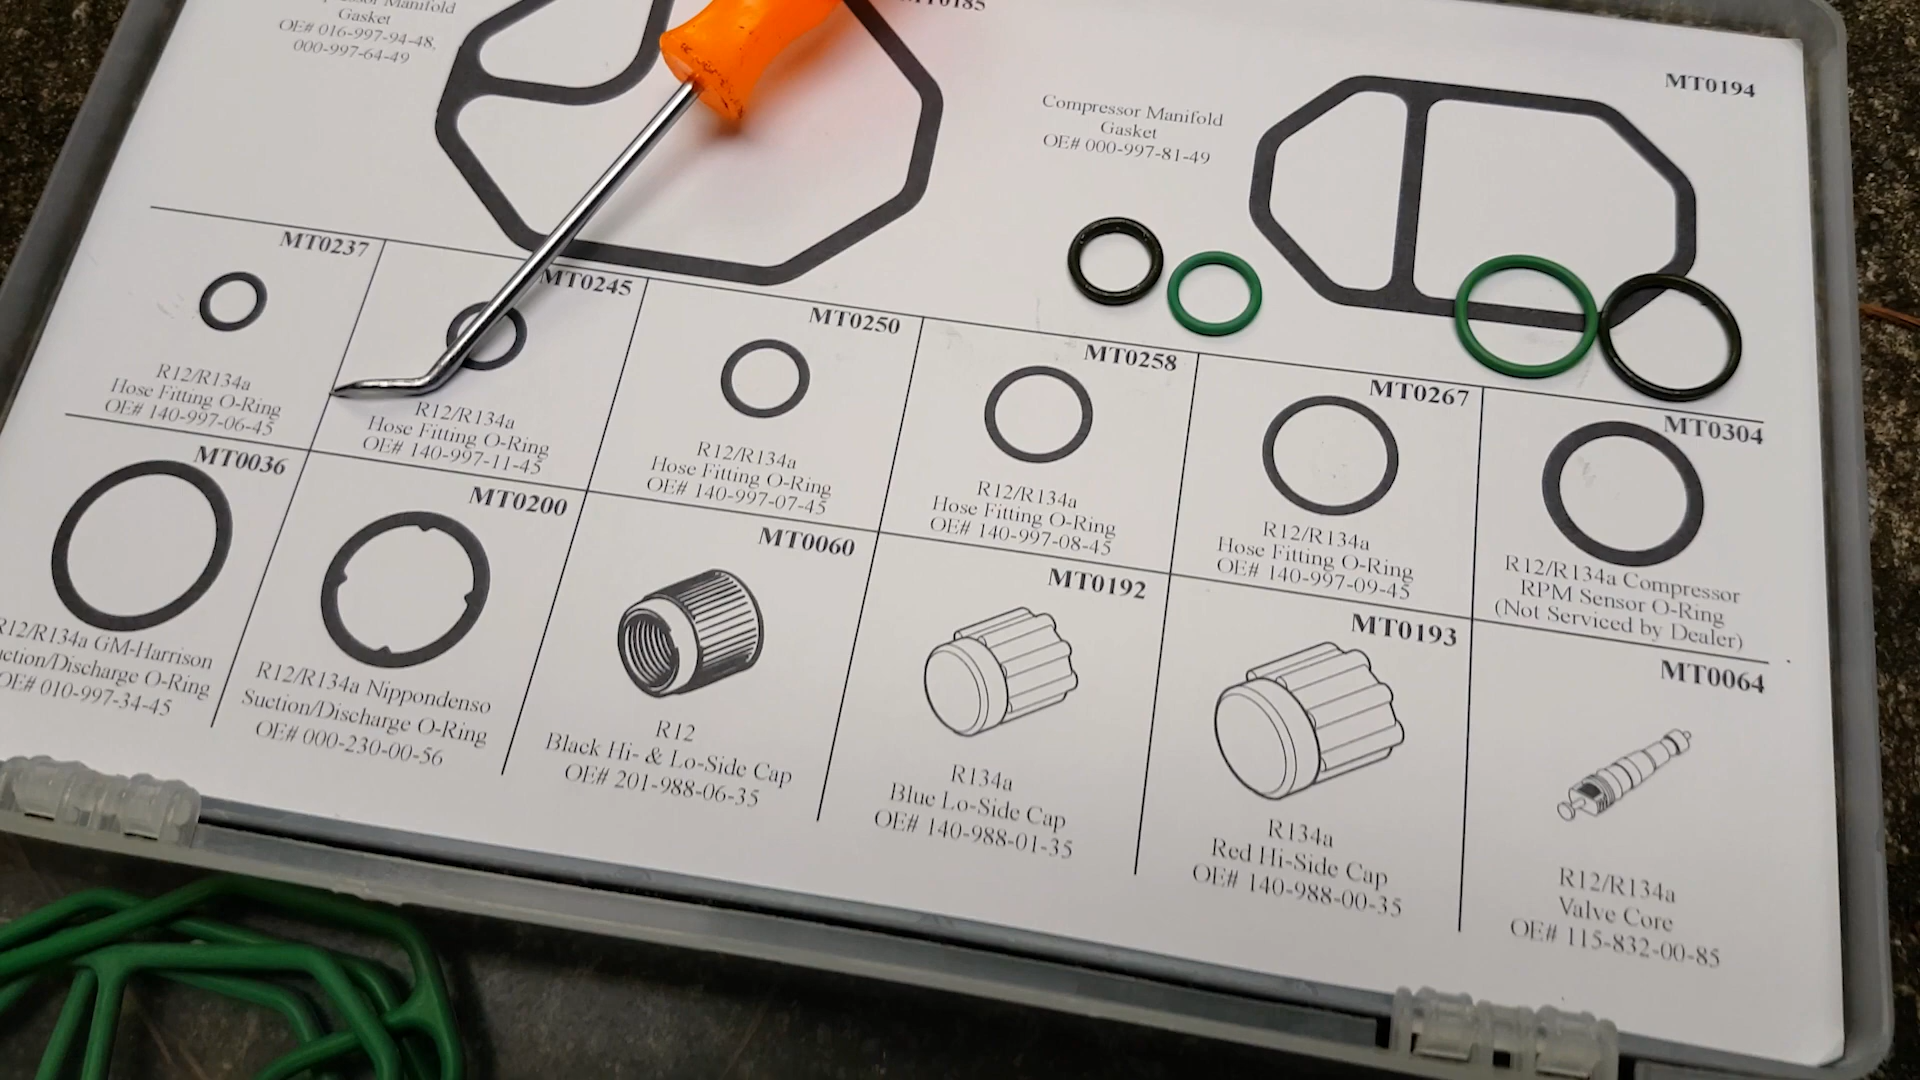 Manifold
Gasket
OE# 016-997-94-48,
000-997-64-49
MT0185
Compressor Manifold
Gasket
OE# 000-997-81-49
MT0194
MT0237
R12/R134a
Hose Fitting O-Ring
OE# 140-997-06-45
MT0245
R12/R134a
Hose Fitting O-Ring
OE# 140-997-11-45
MT0250
R12/R134a
Hose Fitting O-Ring
OE# 140-997-07-45
MT0258
R12/R134a
Hose Fitting O-Ring
OE# 140-997-08-45
MT0267
R12/R134a
Hose Fitting O-Ring
OE# 140-997-09-45
MT0304
R12/R134a Compressor
RPM Sensor O-Ring
(Not Serviced by Dealer)
MT0036
R12/R134a GM-Harrison
O-Ring
OE# 010-997-34-45
MT0200
R12/R134a Nippondenso
Suction/Discharge O-Ring
OE# 000-230-00-56
MT0060
R12
Black Hi- & Lo-Side Cap
OE# 201-988-06-35
MT0192
R134a
Blue Lo-Side Cap
OE# 140-988-01-35
MT0193
R134a
Red Hi-Side Cap
OE# 140-988-00-35
MT0064
R12/R134a
Valve Core
OE# 115-832-00-85